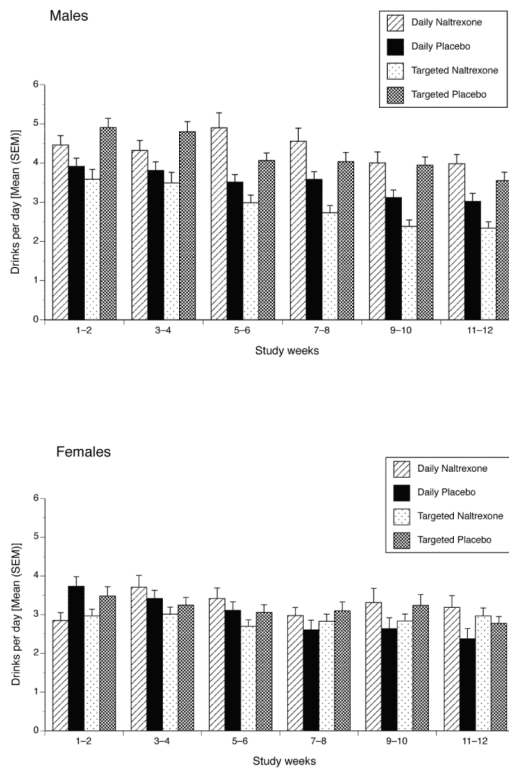 Males
Daily Naltrexone
Daily Placebo
Targeted Naltrexone
Targeted Placebo
Drinks per day [Mean (SEM)]
6
5
4
3
2
1
0
1–2 3–4 5–6 7–8 9–10 11–12
Study weeks
Females
Daily Naltrexone
Daily Placebo
Targeted Naltrexone
Targeted Placebo
Drinks per day [Mean (SEM)]
6
5
4
3
2
1
0
1–2 3–4 5–6 7–8 9–10 11–12
Study weeks